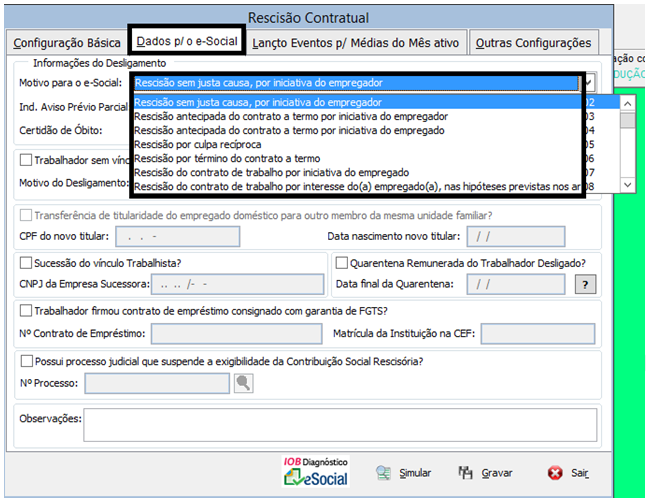 Rescisão Contratual
Configuração Básica
Dados p/ o e-Social
Lançto Eventos p/ Médias do Mês ativo
Outras Configurações
Informações do Desligamento
Motivo para o e-Social:
Rescisão sem justa causa, por iniciativa do empregador
Rescisão sem justa causa, por iniciativa do empregador 02
Ind. Aviso Prévio Parcial
Rescisão antecipada do contrato a termo por iniciativa do empregador 03
Rescisão antecipada do contrato a termo por iniciativa do empregado 04
Certidão de Óbito:
Rescisão por culpa recíproca 05
Rescisão por término do contrato a termo 06
Trabalhador sem vínc
Rescisão do contrato de trabalho por iniciativa do empregado 07
Motivo do Desligamento:
Rescisão do contrato de trabalho por interesse do(a) empregado(a), nas hipóteses previstas nos ar 08
Transferência de titularidade do empregado doméstico para outro membro da mesma unidade familiar?
CPF do novo titular: . . -
Data nascimento novo titular: / /
Sucessão do vínculo Trabalhista?
Quarentena Remunerada do Trabalhador Desligado?
CNPJ da Empresa Sucessora: .. .. /- -
Data final da Quarentena: / / ?
Trabalhador firmou contrato de empréstimo consignado com garantia de FGTS?
Nº Contrato de Empréstimo:
Matrícula da Instituição na CEF:
Possui processo judicial que suspende a exigibilidade da Contribuição Social Rescisória?
Nº Processo:
Observações:
IOB Diagnóstico
eSocial
Simular
Gravar
Sair
ação co
DUÇÃO